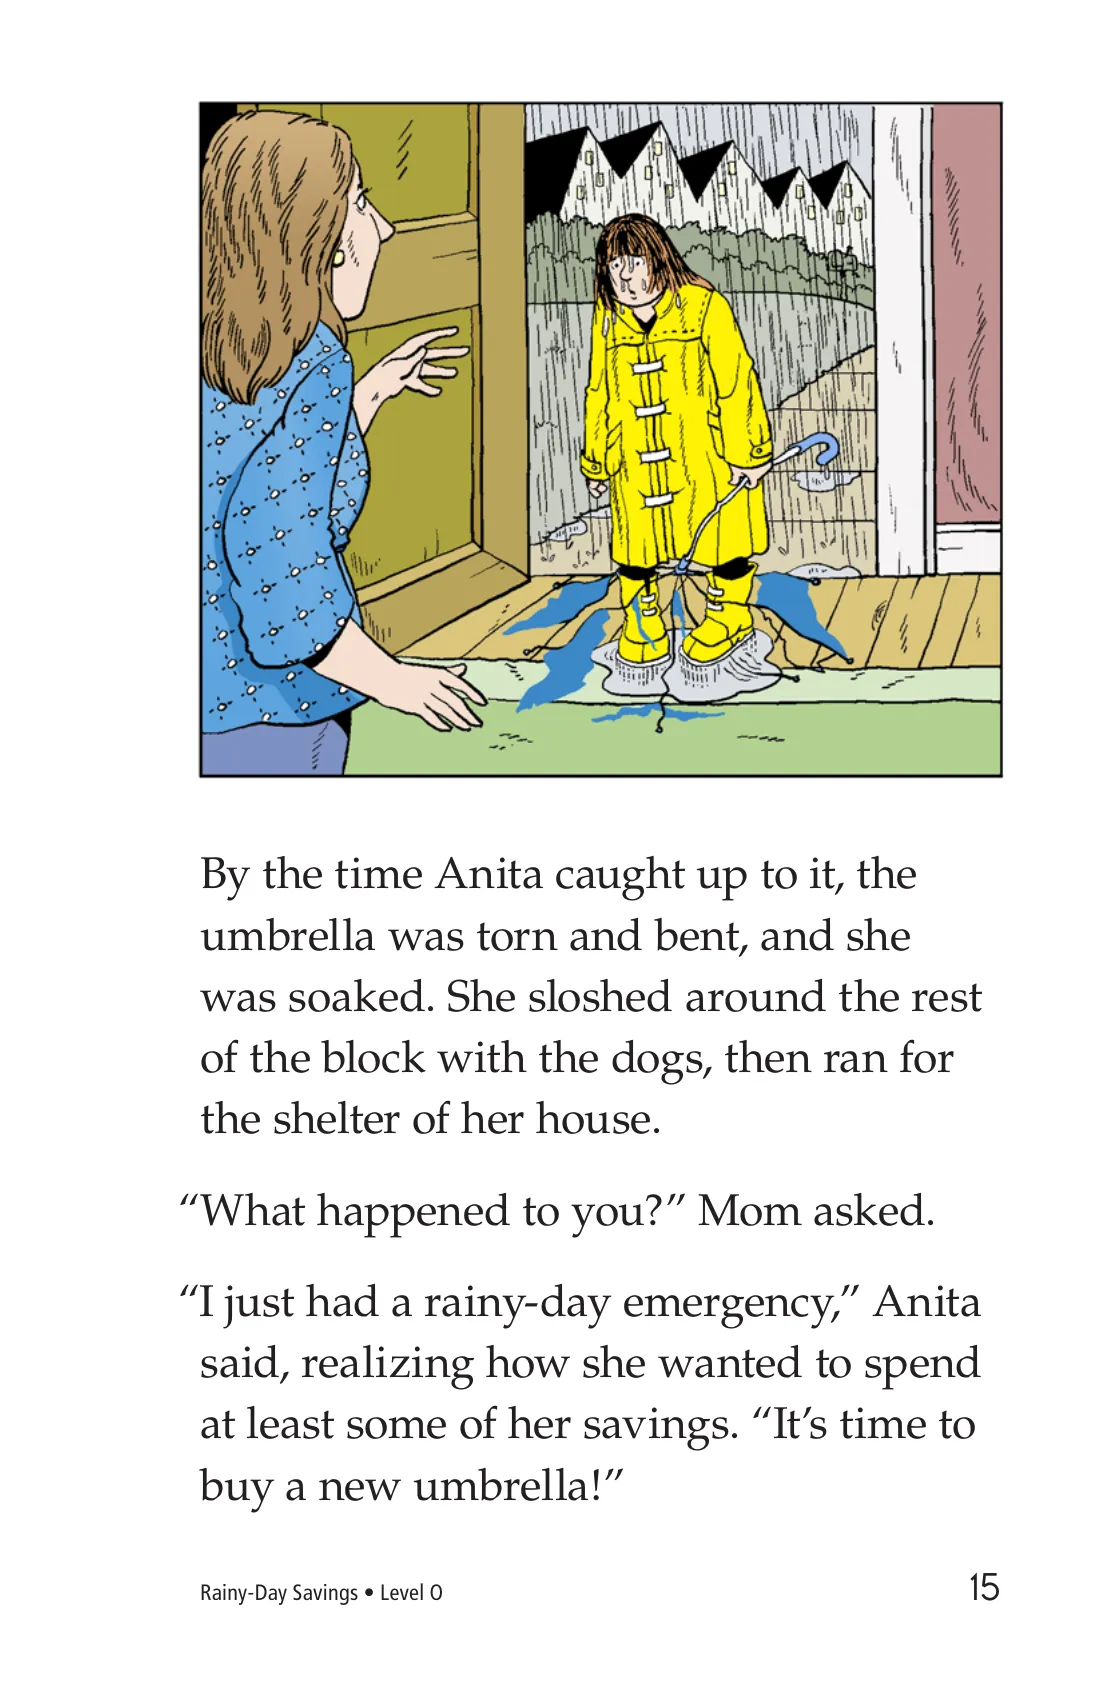 By the time Anita caught up to it, the
umbrella was torn and bent, and she
was soaked. She sloshed around the rest
of the block with the dogs, then ran for
the shelter of her house.
“What happened to you?” Mom asked.
“I just had a rainy-day emergency,” Anita
said, realizing how she wanted to spend
at least some of her savings. “It’s time to
buy a new umbrella!”
Rainy-Day Savings • Level O
15